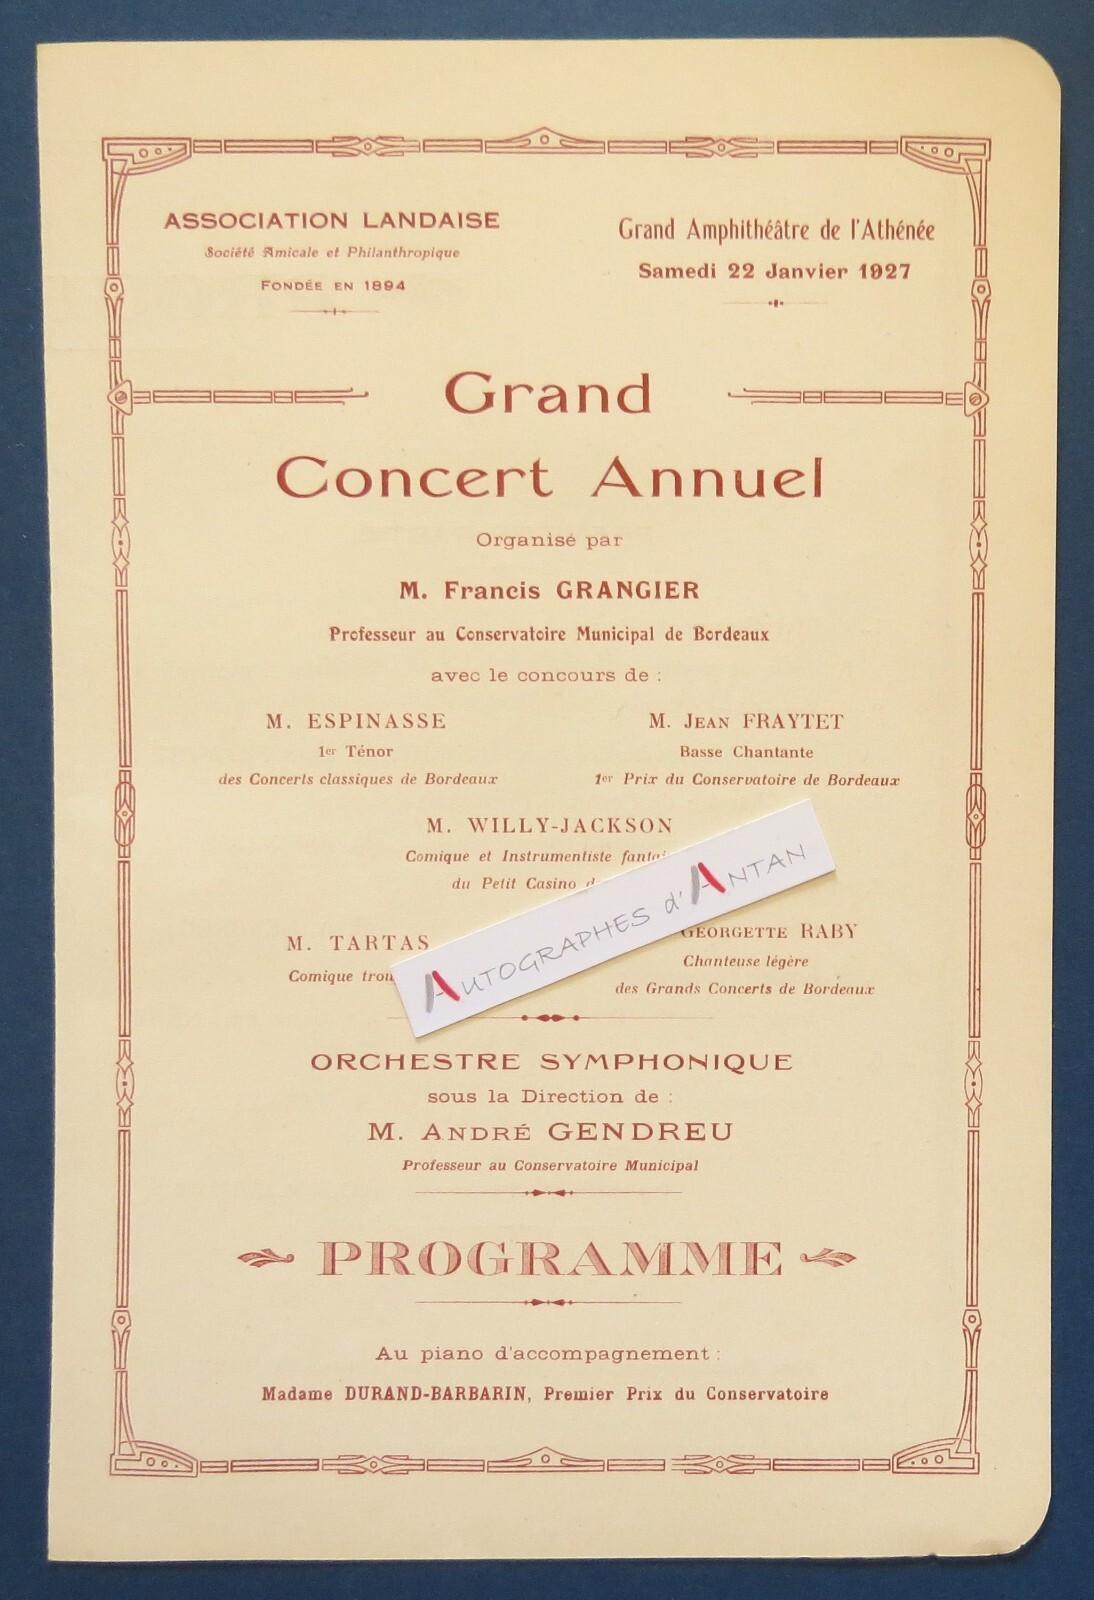 ASSOCIATION LANDAISE
Société Amicale et Philanthropique
FONDÉE EN 1894
Grand Amphithéâtre de l'Athénée
Samedi 22 Janvier 1927
Grand
Concert Annuel
Organisé par
M. Francis GRANGIER
Professeur au Conservatoire Municipal de Bordeaux
avec le concours de :
M. ESPINASSE
1er Ténor
des Concerts classiques de Bordeaux
M. JEAN FRAYTET
Basse Chantante
1er Prix du Conservatoire de Bordeaux
M. WILLY-JACKSON
Comique et Instrumentiste
du Petit Casino
M. TARTAS
Comique
GEORGETTE RABY
Chanteuse légère
des Grands Concerts de Bordeaux
AUTOGRAPHES d'ANTAN
ORCHESTRE SYMPHONIQUE
sous la Direction de :
M. ANDRÉ GENDREU
Professeur au Conservatoire Municipal
PROGRAMME
Au piano d'accompagnement :
Madame DURAND-BARBARIN, Premier Prix du Conservatoire